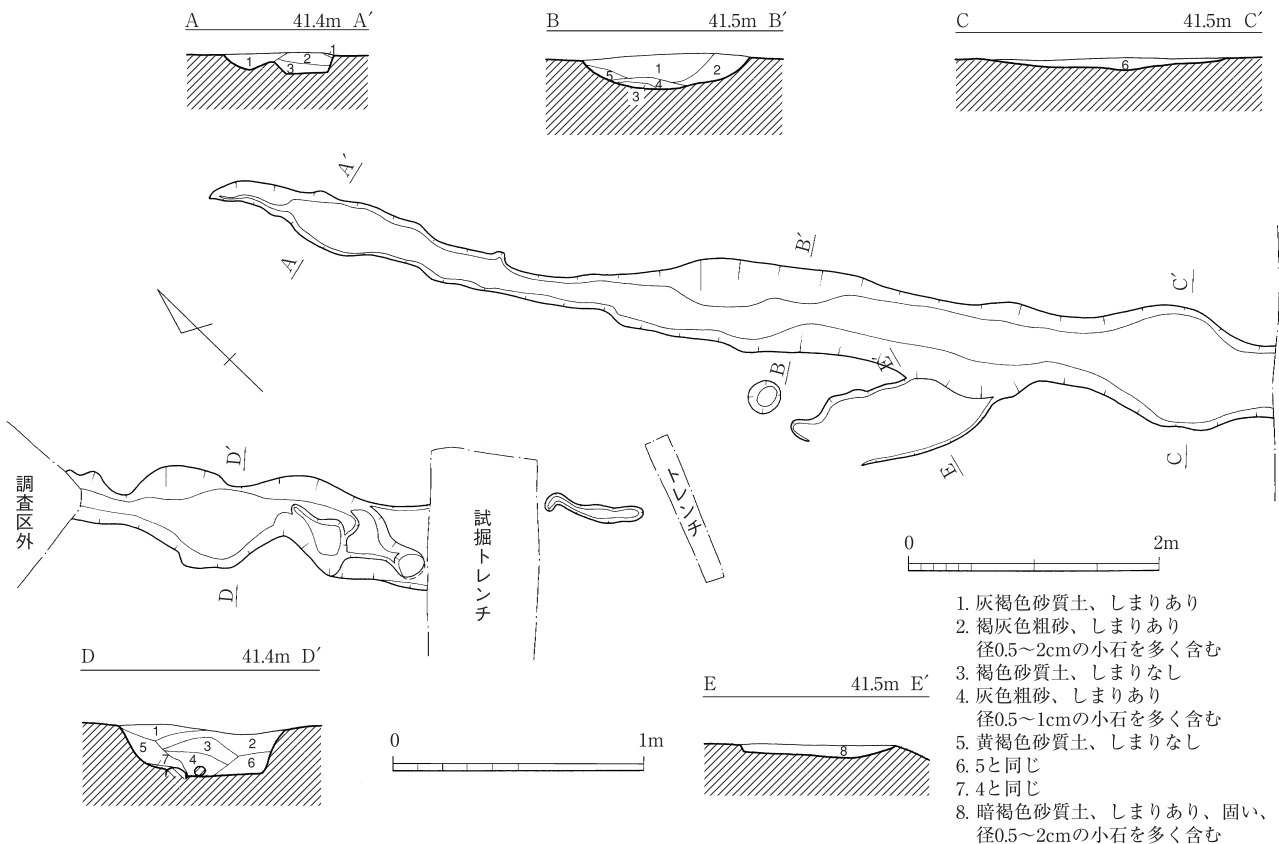 A 41.4m A′
1
2
1
3
B 41.5m B′
1
2
5
4
3
C 41.5m C′
6
A′
A
B′
B
C′
C
E′
E
調査区外
D′
D
試掘トレンチ
トレンチ
0 2m
1. 灰褐色砂質土、しまりあり
2. 褐灰色粗砂、しまりあり
径0.5～2cmの小石を多く含む
3. 褐色砂質土、しまりなし
4. 灰色粗砂、しまりあり
径0.5～1cmの小石を多く含む
5. 黄褐色砂質土、しまりなし
6. 5と同じ
7. 4と同じ
8. 暗褐色砂質土、しまりあり、固い、
径0.5～2cmの小石を多く含む
D 41.4m D′
1
5
3
2
7
4
6
7
0 1m
E 41.5m E′
8